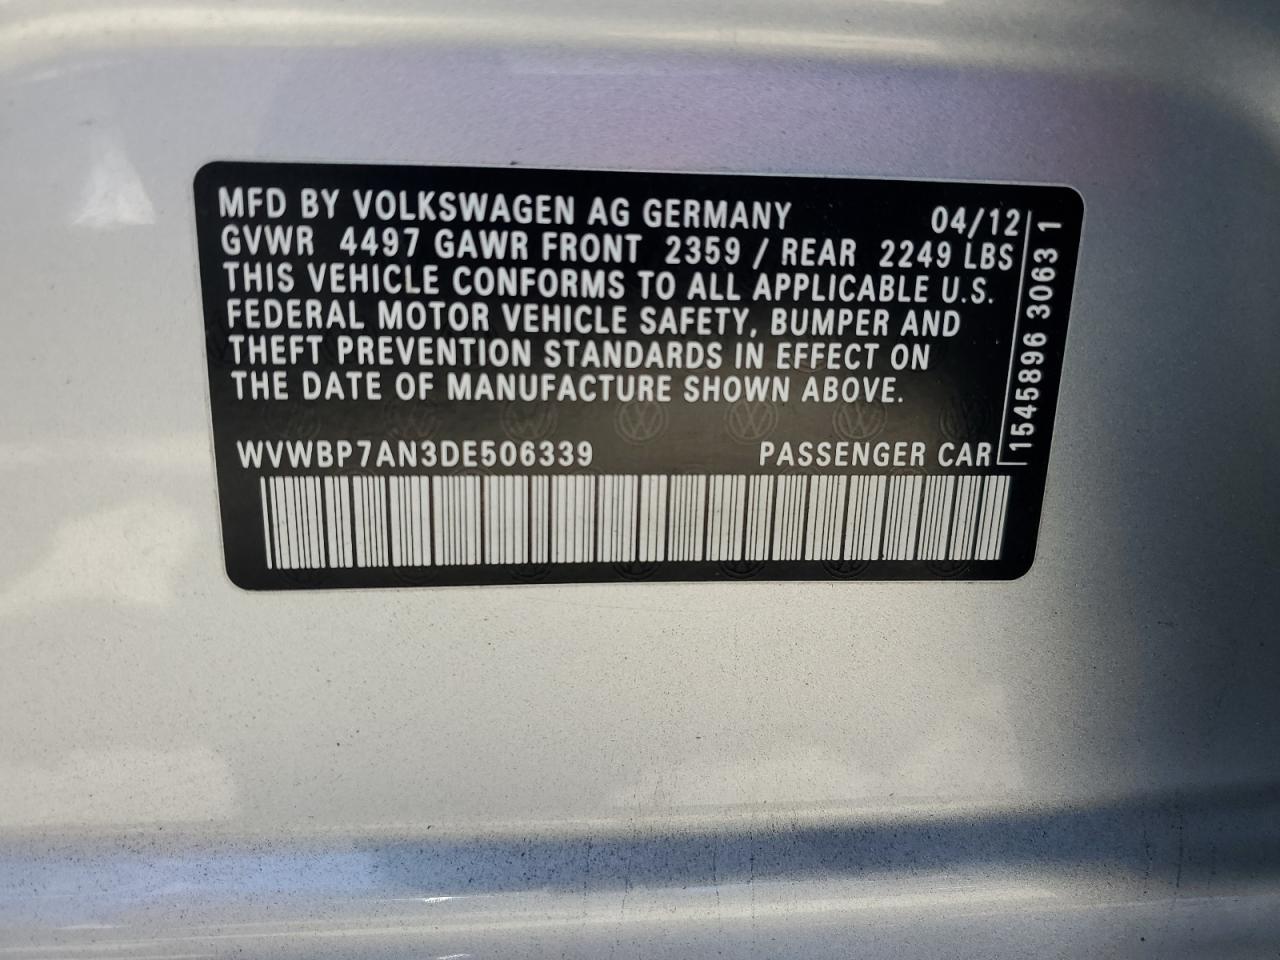 MFD BY VOLKSWAGEN AG GERMANY 04/12
GVWR 4497 GAWR FRONT 2359 / REAR 2249 LBS
THIS VEHICLE CONFORMS TO ALL APPLICABLE U.S.
FEDERAL MOTOR VEHICLE SAFETY, BUMPER AND
THEFT PREVENTION STANDARDS IN EFFECT ON
THE DATE OF MANUFACTURE SHOWN ABOVE.
WVWBP7AN3DE506339 PASSENGER CAR
1545896 3063 1